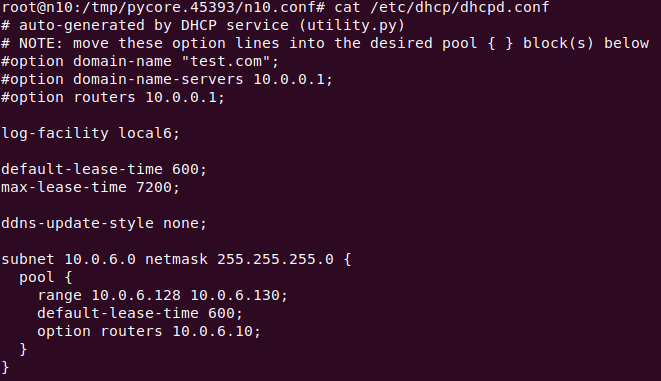 root@n10:/tmp/pycore.45393/n10.conf# cat /etc/dhcp/dhcpd.conf
# auto-generated by DHCP service (utility.py)
# NOTE: move these option lines into the desired pool { } block(s) below
#option domain-name "test.com";
#option domain-name-servers 10.0.0.1;
#option routers 10.0.0.1;

log-facility local6;

default-lease-time 600;
max-lease-time 7200;

ddns-update-style none;

subnet 10.0.6.0 netmask 255.255.255.0 {
  pool {
    range 10.0.6.128 10.0.6.130;
    default-lease-time 600;
    option routers 10.0.6.10;
  }
}